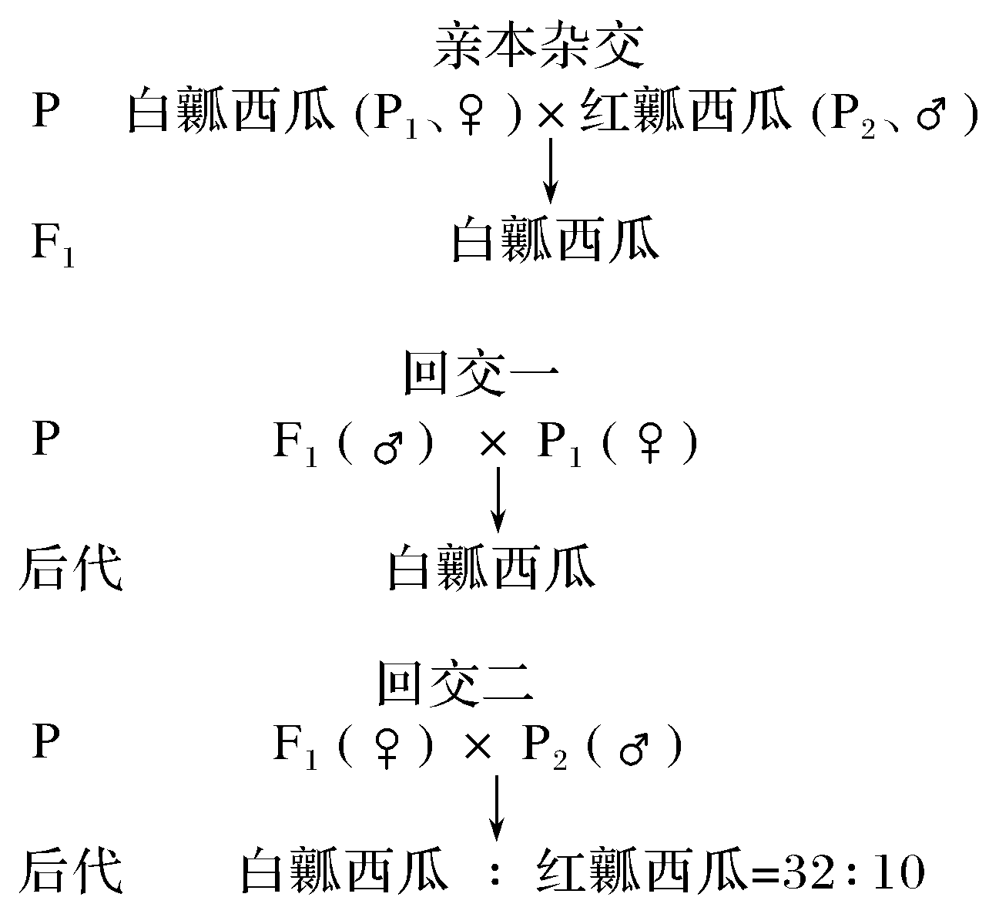 亲本杂交
P 白瓤西瓜(P₁、♀)×红瓤西瓜(P₂、♂)
F₁ 白瓤西瓜
回交一
P F₁(♂) × P₁(♀)
后代 白瓤西瓜
回交二
P F₁(♀) × P₂(♂)
后代 白瓤西瓜 : 红瓤西瓜=32:10